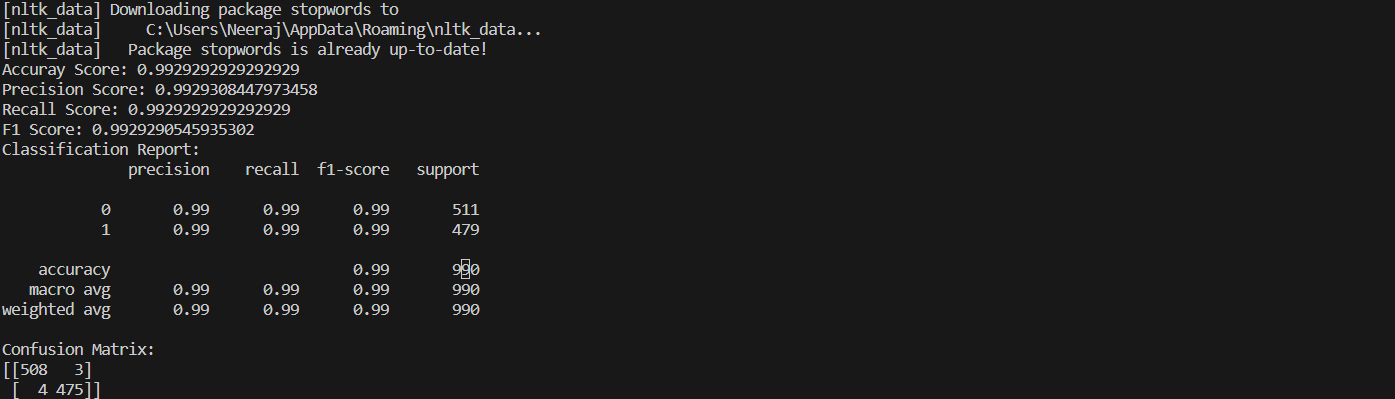 [nltk_data] Downloading package stopwords to
[nltk_data]     C:\Users\Neeraj\AppData\Roaming\nltk_data...
[nltk_data]   Package stopwords is already up-to-date!
Accuray Score: 0.9929292929292929
Precision Score: 0.9929308447973458
Recall Score: 0.9929292929292929
F1 Score: 0.9929290545935302
Classification Report:
              precision    recall  f1-score   support
           0       0.99      0.99      0.99       511
           1       0.99      0.99      0.99       479
    accuracy                           0.99       990
   macro avg       0.99      0.99      0.99       990
weighted avg       0.99      0.99      0.99       990
Confusion Matrix:
[[508   3]
 [  4 475]]